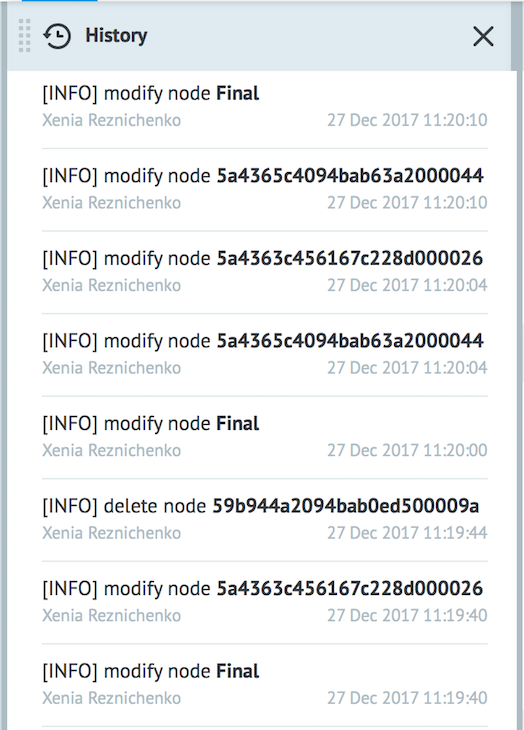 History
[INFO] modify node Final
Xenia Reznichenko 27 Dec 2017 11:20:10
[INFO] modify node 5a4365c4094bab63a2000044
Xenia Reznichenko 27 Dec 2017 11:20:10
[INFO] modify node 5a4363c456167c228d000026
Xenia Reznichenko 27 Dec 2017 11:20:04
[INFO] modify node 5a4365c4094bab63a2000044
Xenia Reznichenko 27 Dec 2017 11:20:04
[INFO] modify node Final
Xenia Reznichenko 27 Dec 2017 11:20:00
[INFO] delete node 59b944a2094bab0ed500009a
Xenia Reznichenko 27 Dec 2017 11:19:44
[INFO] modify node 5a4363c456167c228d000026
Xenia Reznichenko 27 Dec 2017 11:19:40
[INFO] modify node Final
Xenia Reznichenko 27 Dec 2017 11:19:40